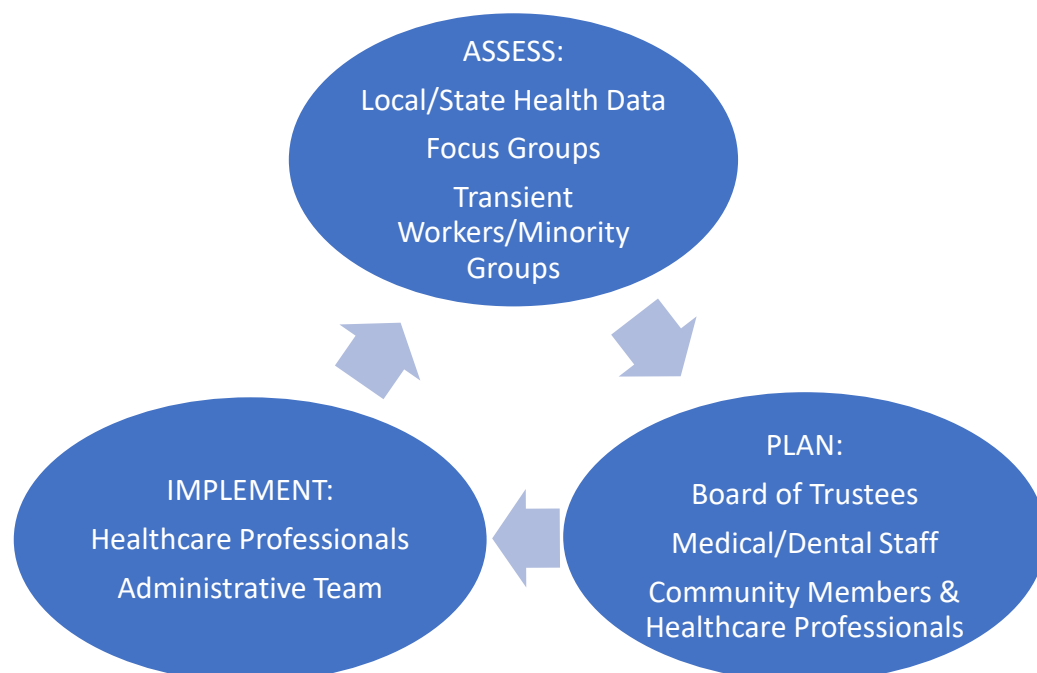 ASSESS:
Local/State Health Data
Focus Groups
Transient
Workers/Minority
Groups
PLAN:
Board of Trustees
Medical/Dental Staff
Community Members &
Healthcare Professionals
IMPLEMENT:
Healthcare Professionals
Administrative Team